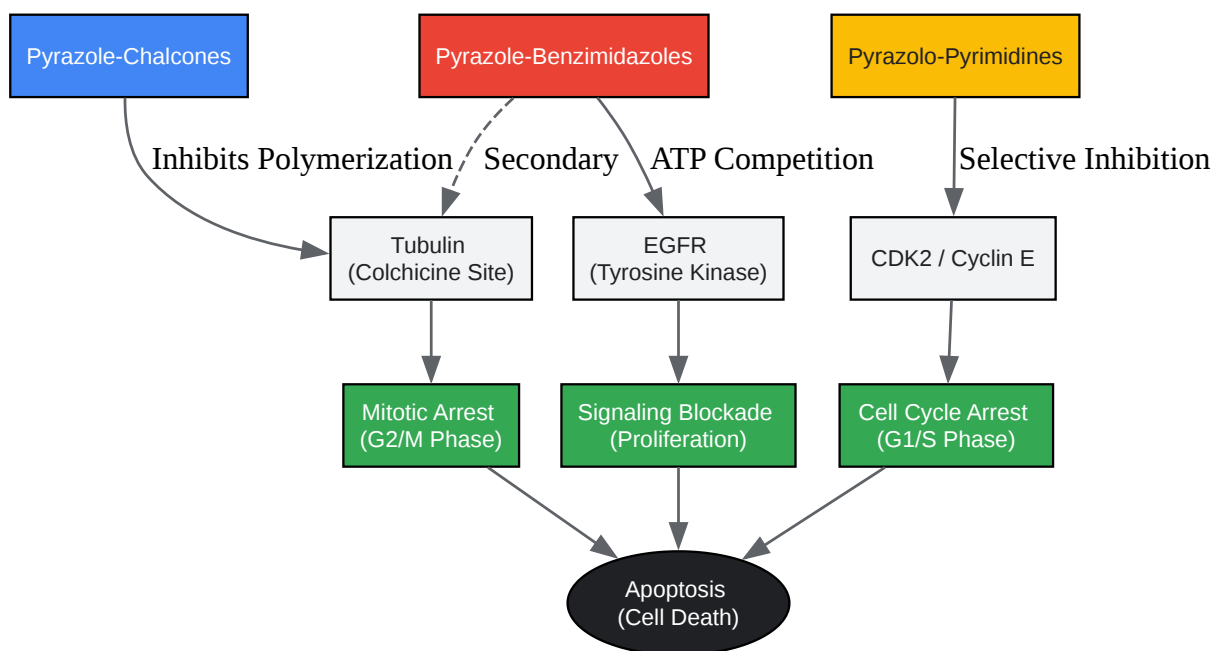 Pyrazole-Chalcones
Pyrazole-Benzimidazoles
Pyrazolo-Pyrimidines
Inhibits Polymerization
Secondary
ATP Competition
Selective Inhibition
Tubulin
(Colchicine Site)
EGFR
(Tyrosine Kinase)
CDK2 / Cyclin E
Mitotic Arrest
(G2/M Phase)
Signaling Blockade
(Proliferation)
Cell Cycle Arrest
(G1/S Phase)
Apoptosis
(Cell Death)